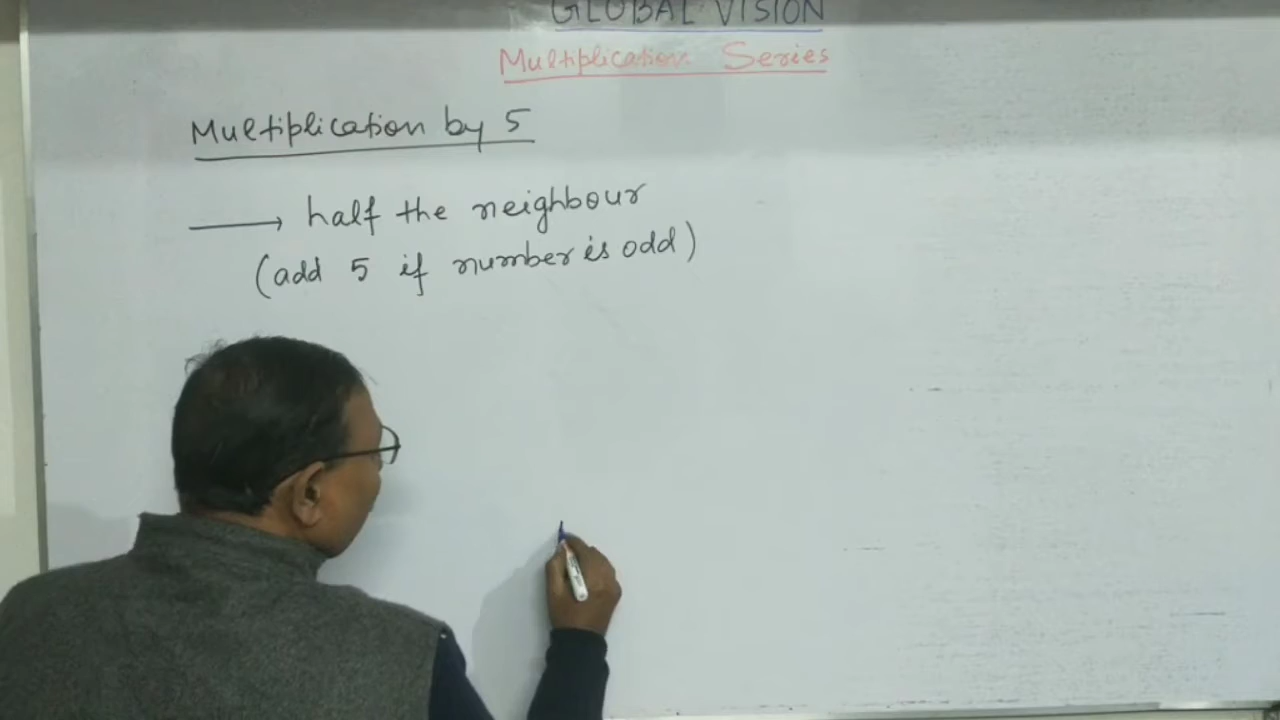 GLOBAL VISION
Multiplication Series
Multiplication by 5
⟶ half the neighbour
(add 5 if number is odd)